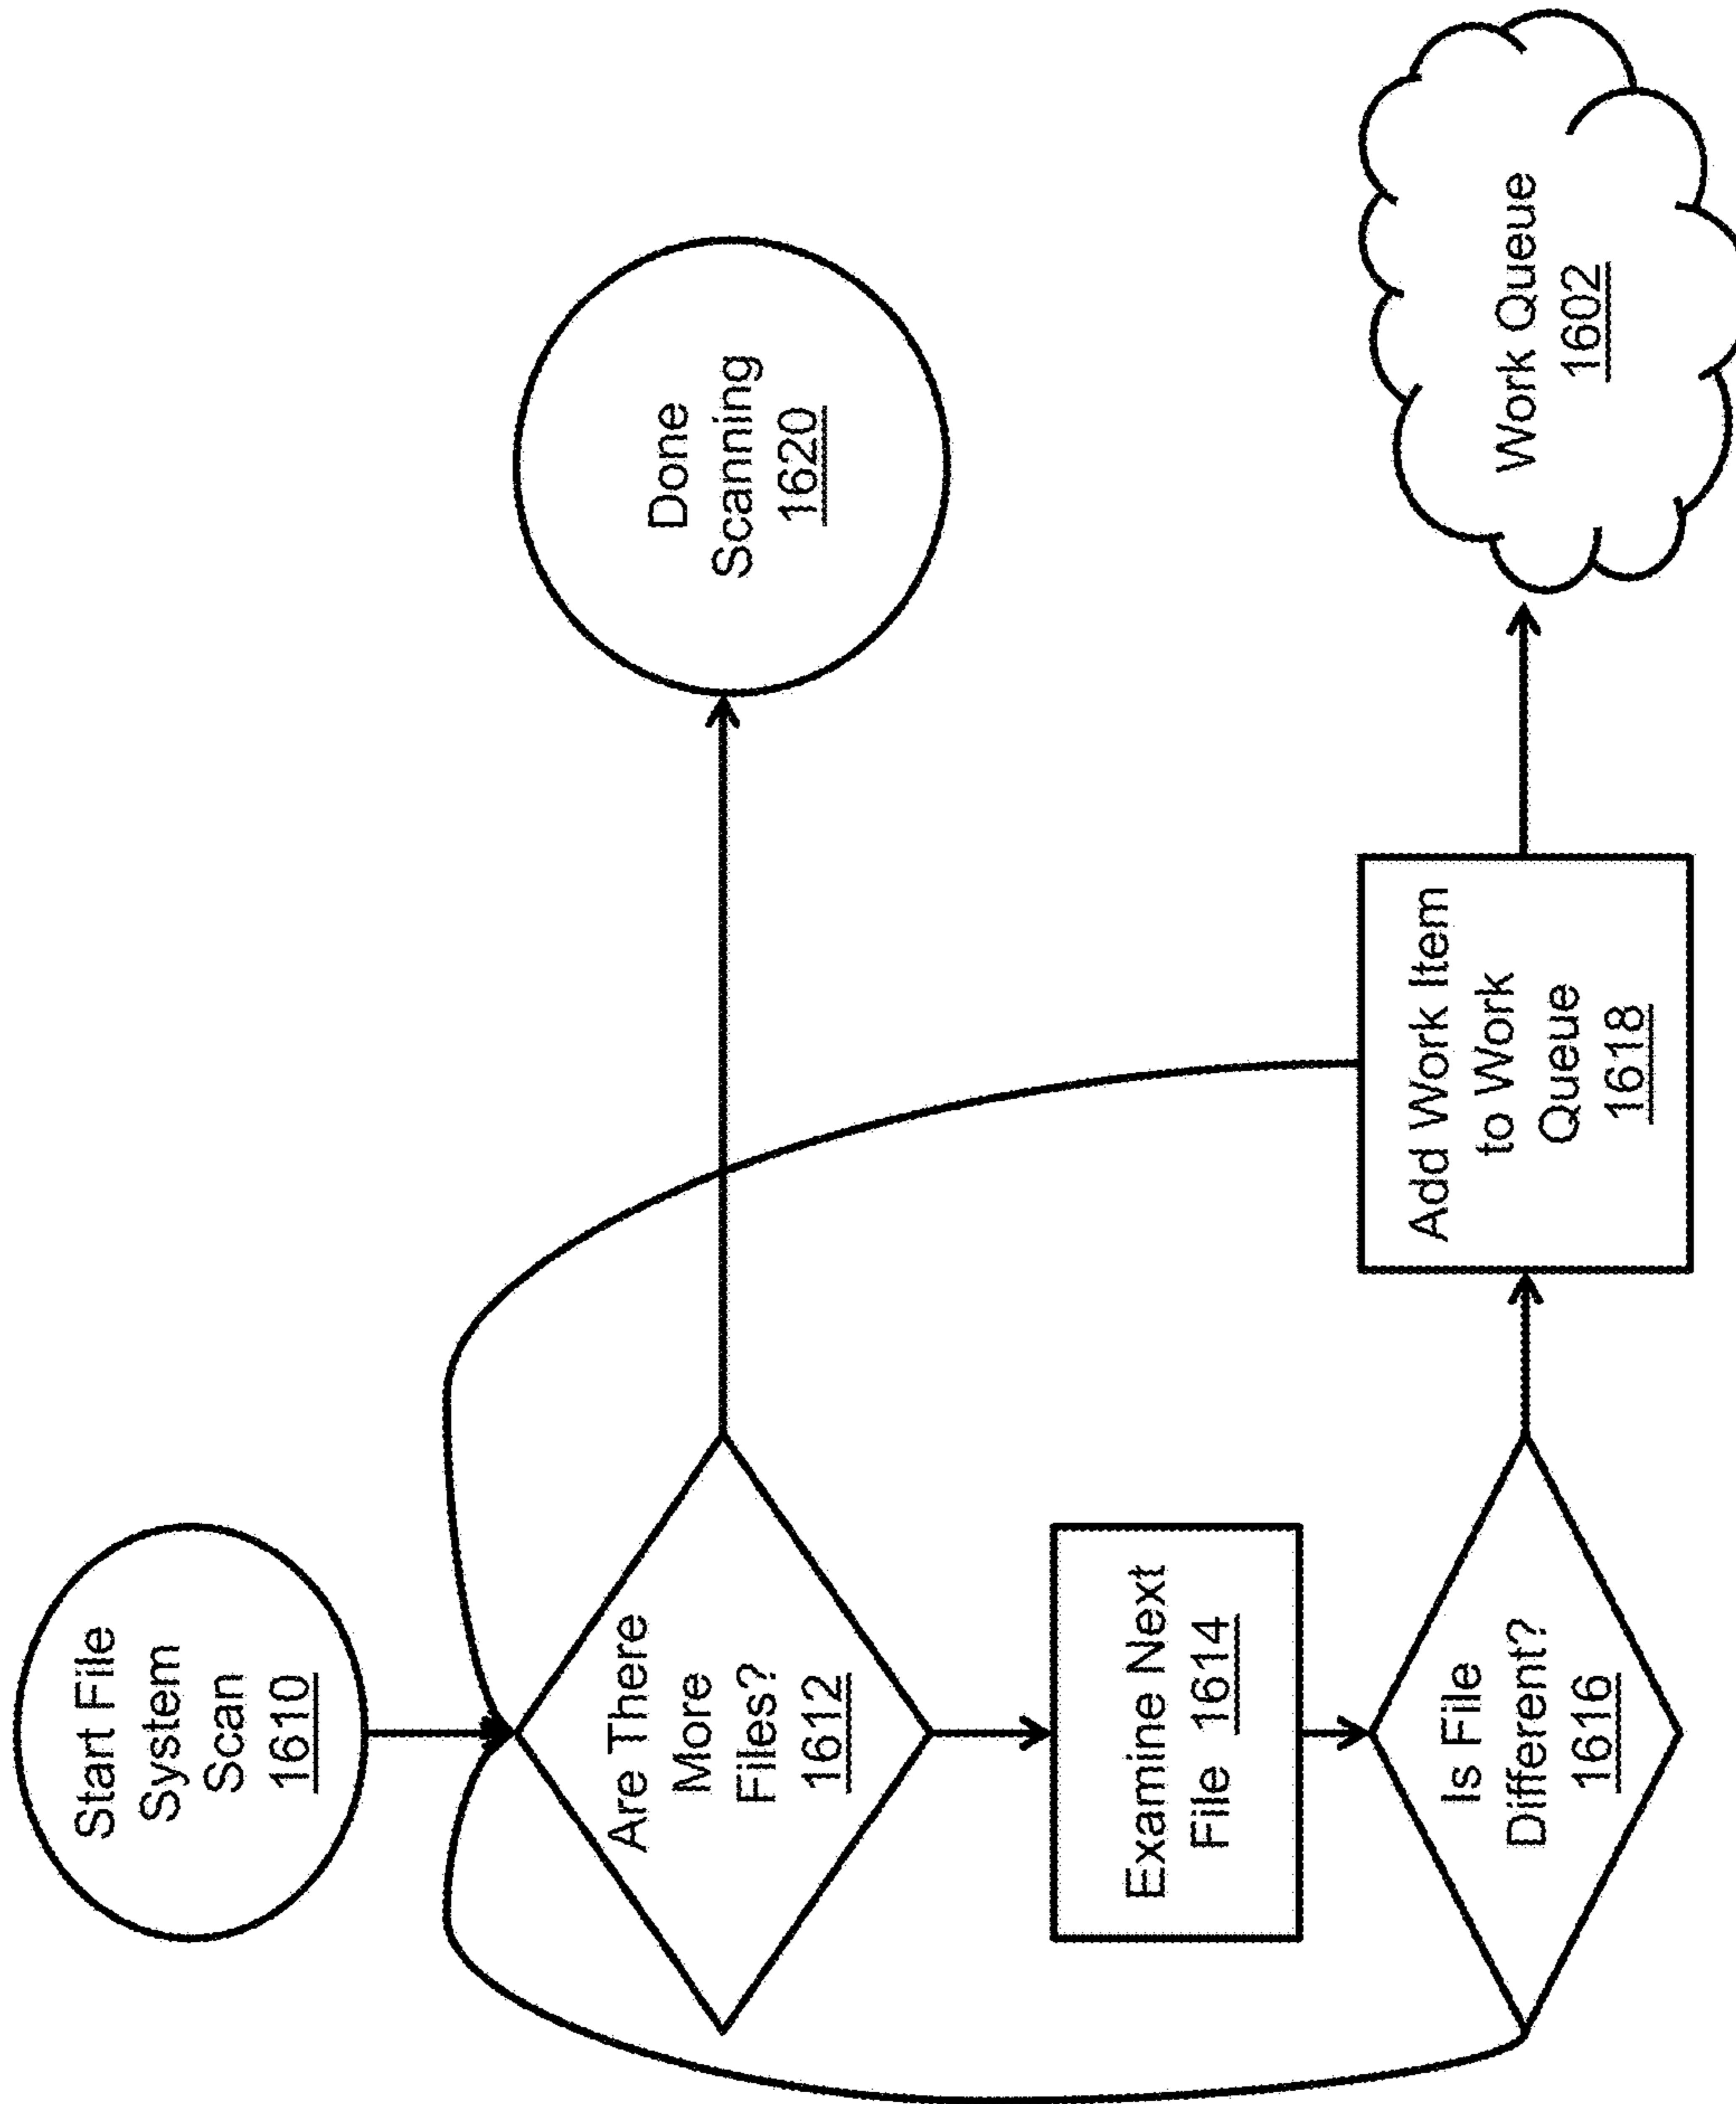 Start File
System
Scan
1610
Are There
More
Files?
1612
Done
Scanning
1620
Examine Next
File 1614
Is File
Different?
1616
Add Work Item
to Work
Queue
1618
Work Queue
1602